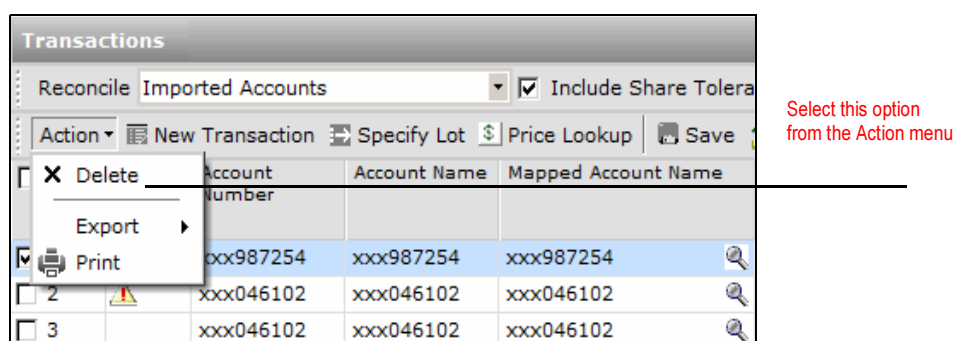 Transactions
Reconcile Imported Accounts Include Share Tolera
Select this option
from the Action menu
Action New Transaction Specify Lot Price Lookup Save
Delete
Account Number
Account Name
Mapped Account Name
Export
Print
xxx987254 xxx987254
2 xxx046102 xxx046102 xxx046102
3 xxx046102 xxx046102 xxx046102